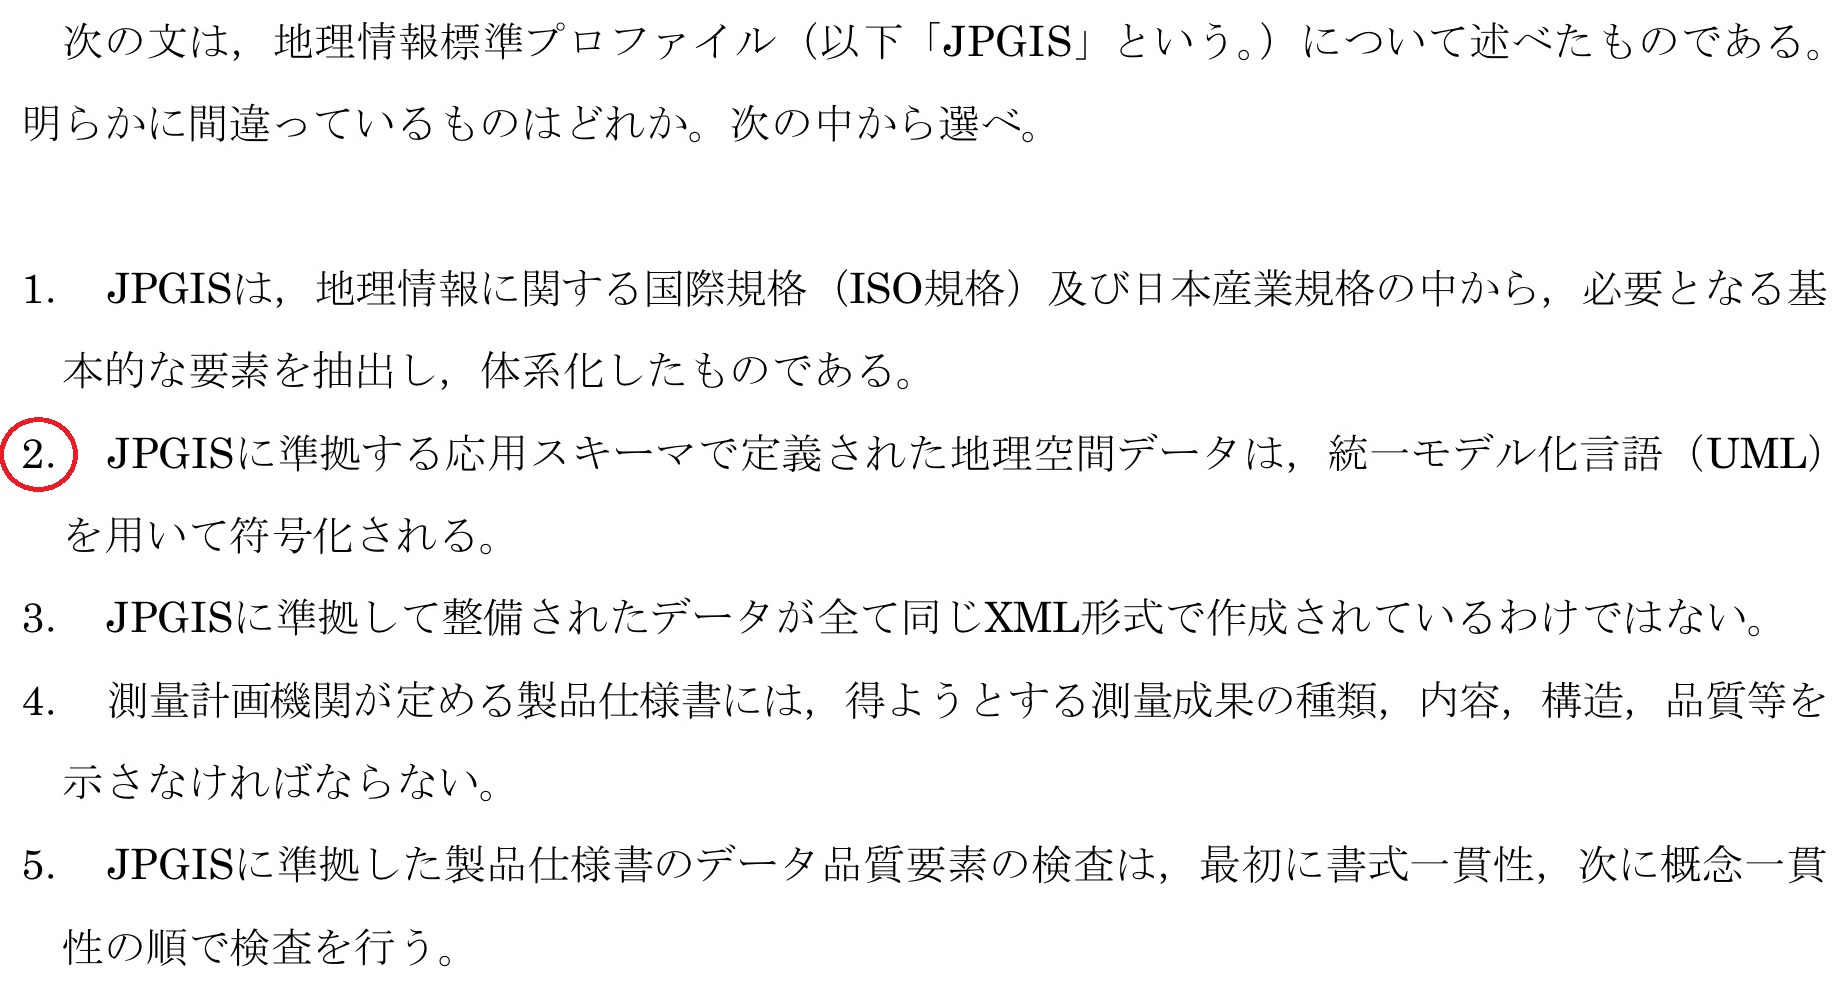 次の文は，地理情報標準プロファイル（以下「JPGIS」という。）について述べたものである。
明らかに間違っているものはどれか。次の中から選べ。
1. JPGISは，地理情報に関する国際規格（ISO規格）及び日本産業規格の中から，必要となる基
本的な要素を抽出し，体系化したものである。
2. JPGISに準拠する応用スキーマで定義された地理空間データは，統一モデル化言語（UML）
を用いて符号化される。
3. JPGISに準拠して整備されたデータが全て同じXML形式で作成されているわけではない。
4. 測量計画機関が定める製品仕様書には，得ようとする測量成果の種類，内容，構造，品質等を
示さなければならない。
5. JPGISに準拠した製品仕様書のデータ品質要素の検査は，最初に書式一貫性，次に概念一貫
性の順で検査を行う。